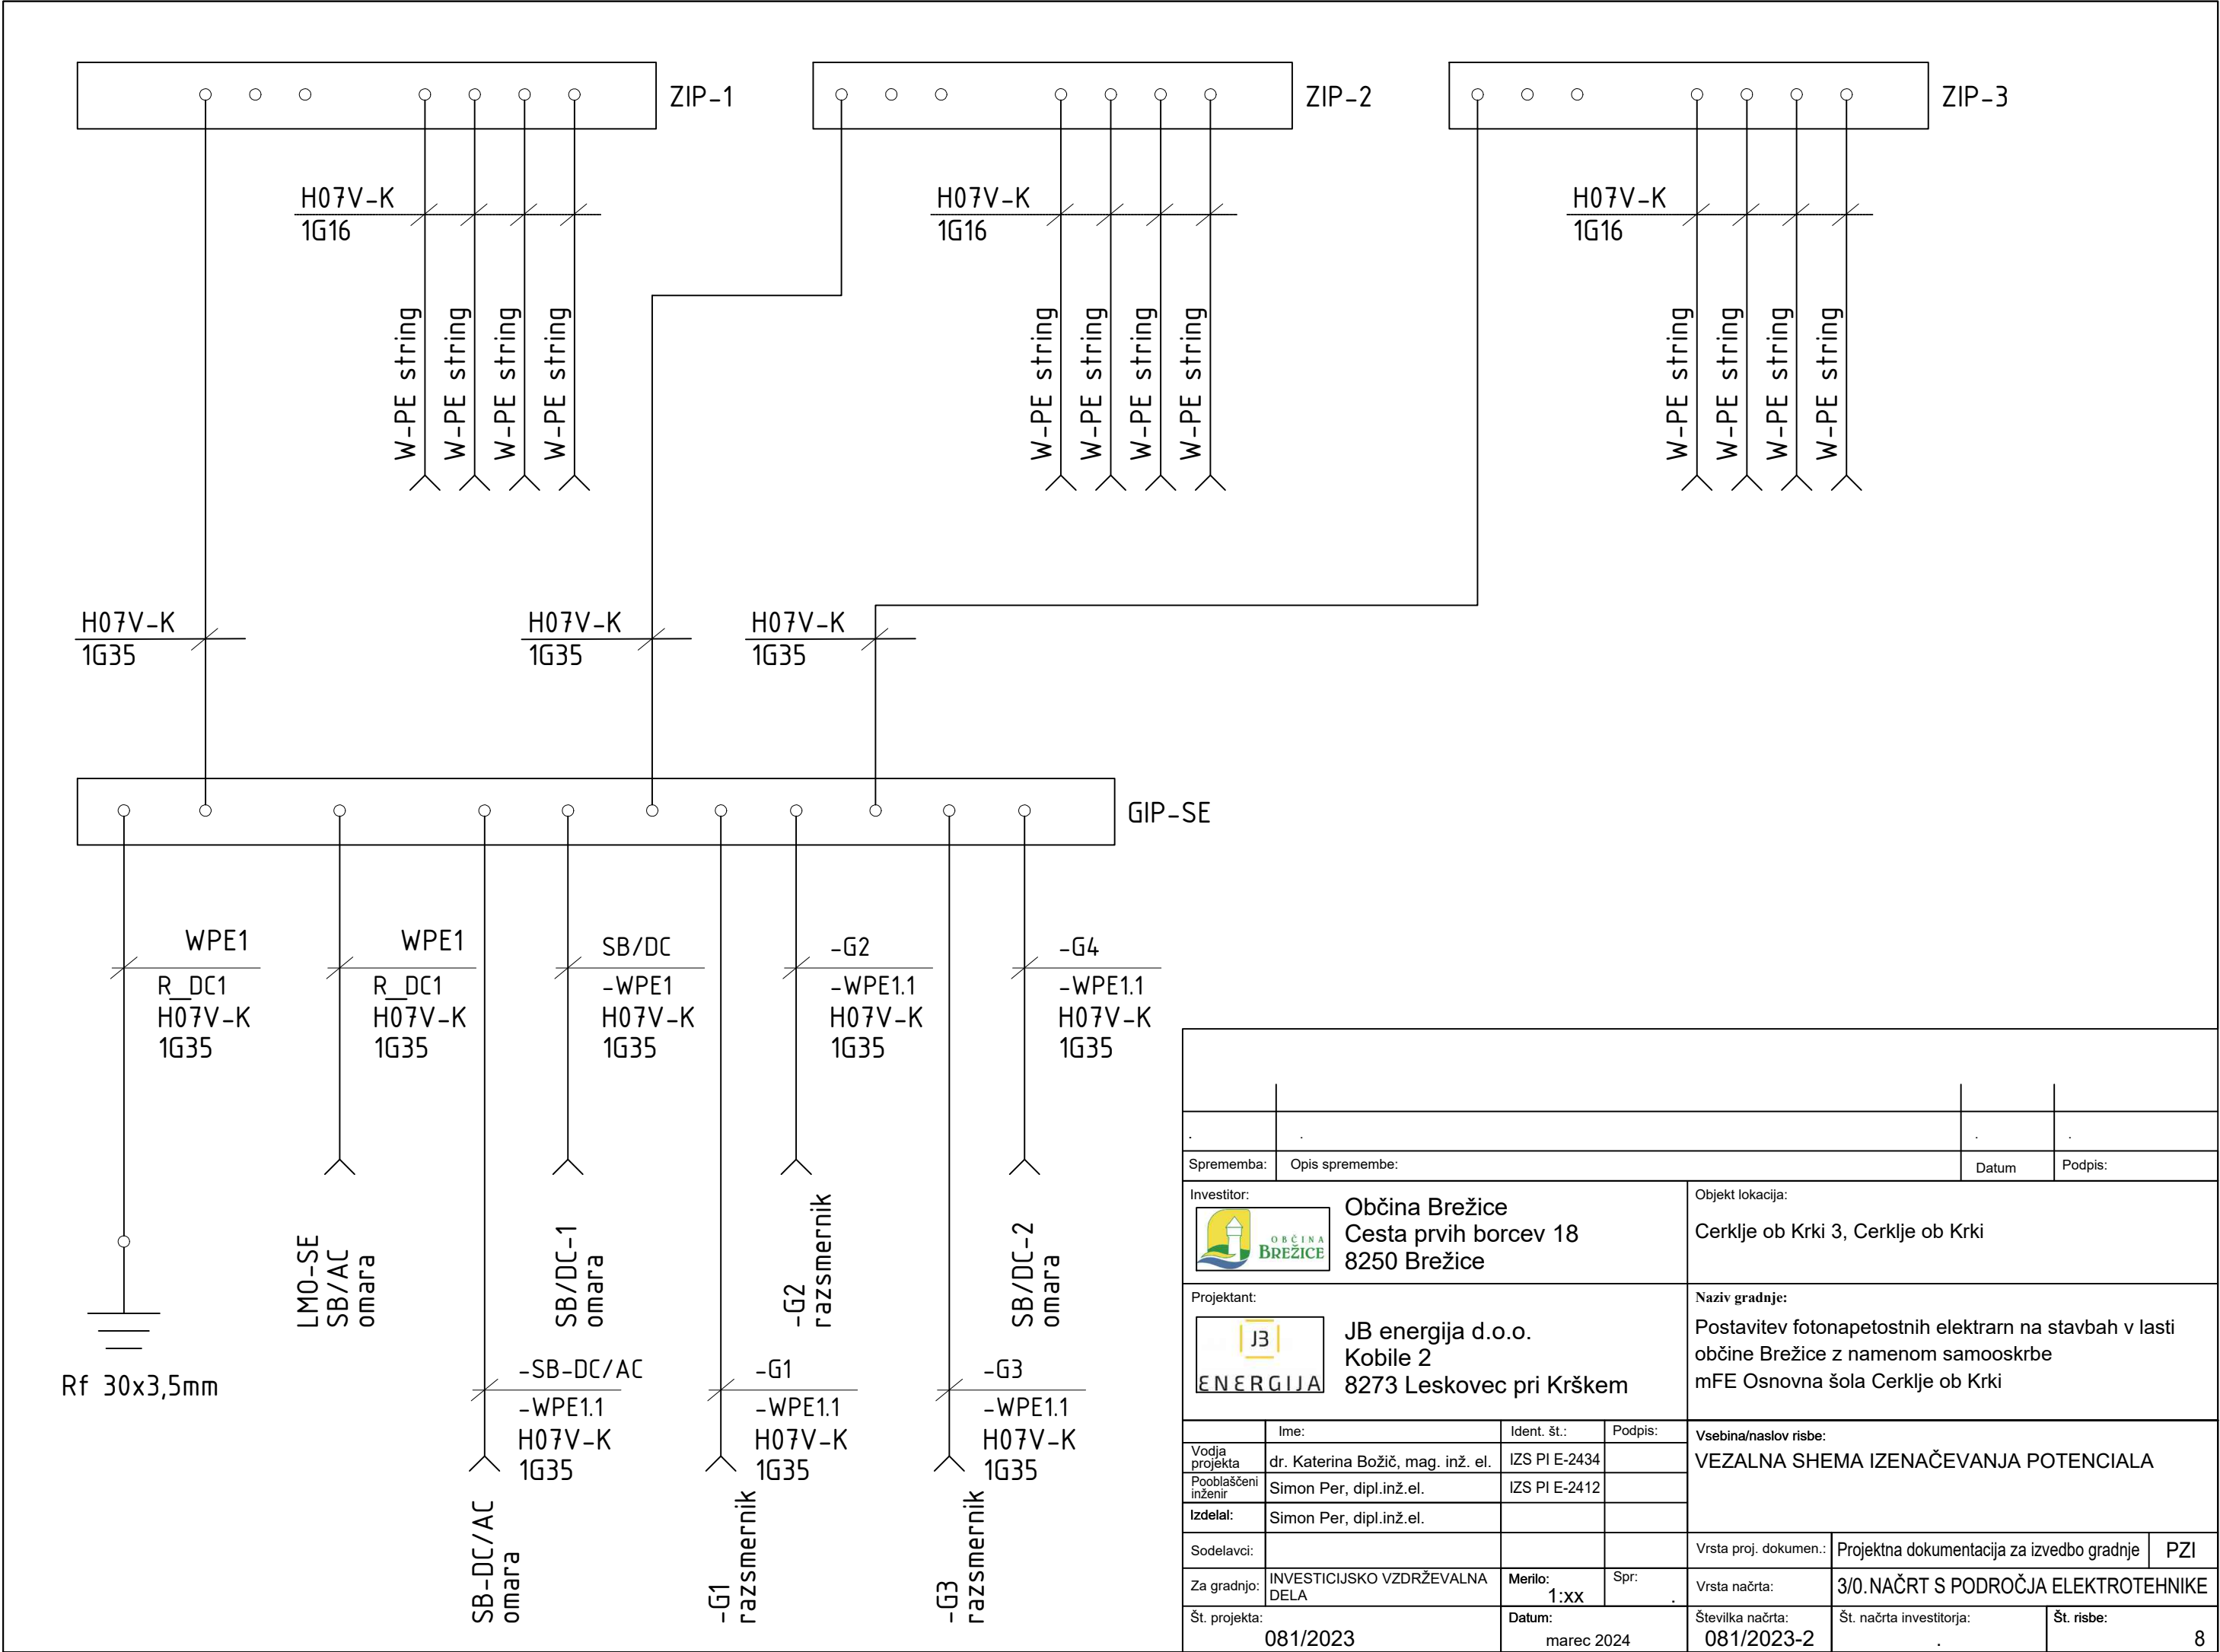 ZIP-1
ZIP-2
ZIP-3
H07V-K
1G16
H07V-K
1G16
H07V-K
1G16
W-PE string
W-PE string
W-PE string
W-PE string
W-PE string
W-PE string
W-PE string
W-PE string
W-PE string
W-PE string
W-PE string
W-PE string
H07V-K
1G35
H07V-K
1G35
H07V-K
1G35
GIP-SE
WPE1
R_DC1
H07V-K
1G35
WPE1
R_DC1
H07V-K
1G35
SB/DC
-WPE1
H07V-K
1G35
-G2
-WPE1.1
H07V-K
1G35
-G4
-WPE1.1
H07V-K
1G35
Rf 30x3,5mm
LMO-SE
SB/AC
omara
SB/DC-1
omara
-G2
razsmernik
SB/DC-2
omara
-SB-DC/AC
-WPE1.1
H07V-K
1G35
-G1
-WPE1.1
H07V-K
1G35
-G3
-WPE1.1
H07V-K
1G35
SB-DC/AC
omara
-G1
razsmernik
-G3
razsmernik
. . . .
Sprememba: Opis spremembe: Datum Podpis:
Investitor:
OBČINA
BREŽICE
Občina Brežice
Cesta prvih borcev 18
8250 Brežice
Objekt lokacija:
Cerklje ob Krki 3, Cerklje ob Krki
Projektant:
JB
ENERGIJA
JB energija d.o.o.
Kobile 2
8273 Leskovec pri Krškem
Naziv gradnje:
Postavitev fotonapetostnih elektrarn na stavbah v lasti
občine Brežice z namenom samooskrbe
mFE Osnovna šola Cerklje ob Krki
Ime: Ident. št.: Podpis:
Vodja
projekta
dr. Katerina Božič, mag. inž. el. IZS PI E-2434
Pooblaščeni
inženir
Simon Per, dipl.inž.el. IZS PI E-2412
Izdelal: Simon Per, dipl.inž.el.
Vsebina/naslov risbe:
VEZALNA SHEMA IZENAČEVANJA POTENCIALA
Sodelavci:
Vrsta proj. dokumen.: Projektna dokumentacija za izvedbo gradnje PZI
Za gradnjo: INVESTICIJSKO VZDRŽEVALNA
DELA
Merilo:
1:xx
Spr:
.
Vrsta načrta: 3/0.NAČRT S PODROČJA ELEKTROTEHNIKE
Št. projekta:
081/2023
Datum:
marec 2024
Številka načrta:
081/2023-2
Št. načrta investitorja:
.
Št. risbe:
8